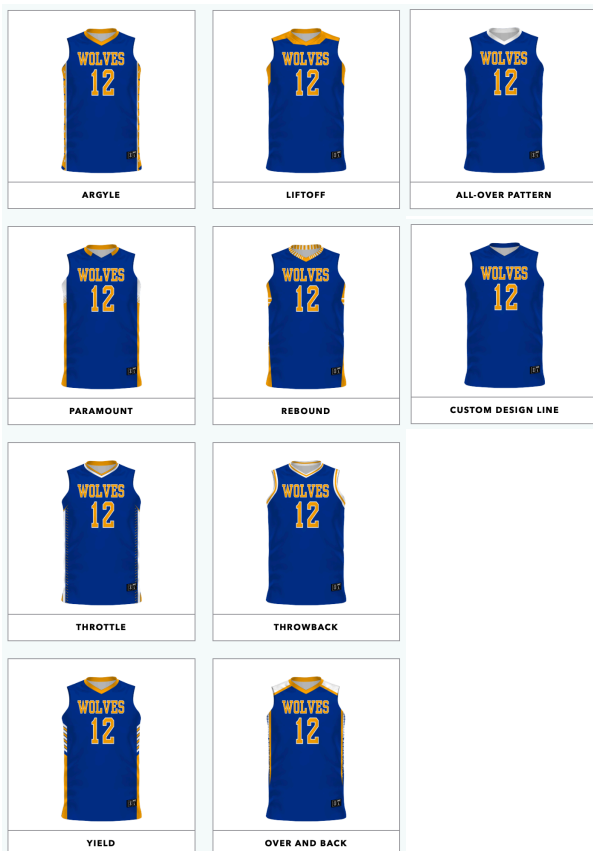 WOLVES
12
ARGYLE
WOLVES
12
LIFTOFF
WOLVES
12
ALL-OVER PATTERN
WOLVES
12
PARAMOUNT
WOLVES
12
REBOUND
WOLVES
12
CUSTOM DESIGN LINE
WOLVES
12
THROTTLE
WOLVES
12
THROWBACK
WOLVES
12
YIELD
WOLVES
12
OVER AND BACK